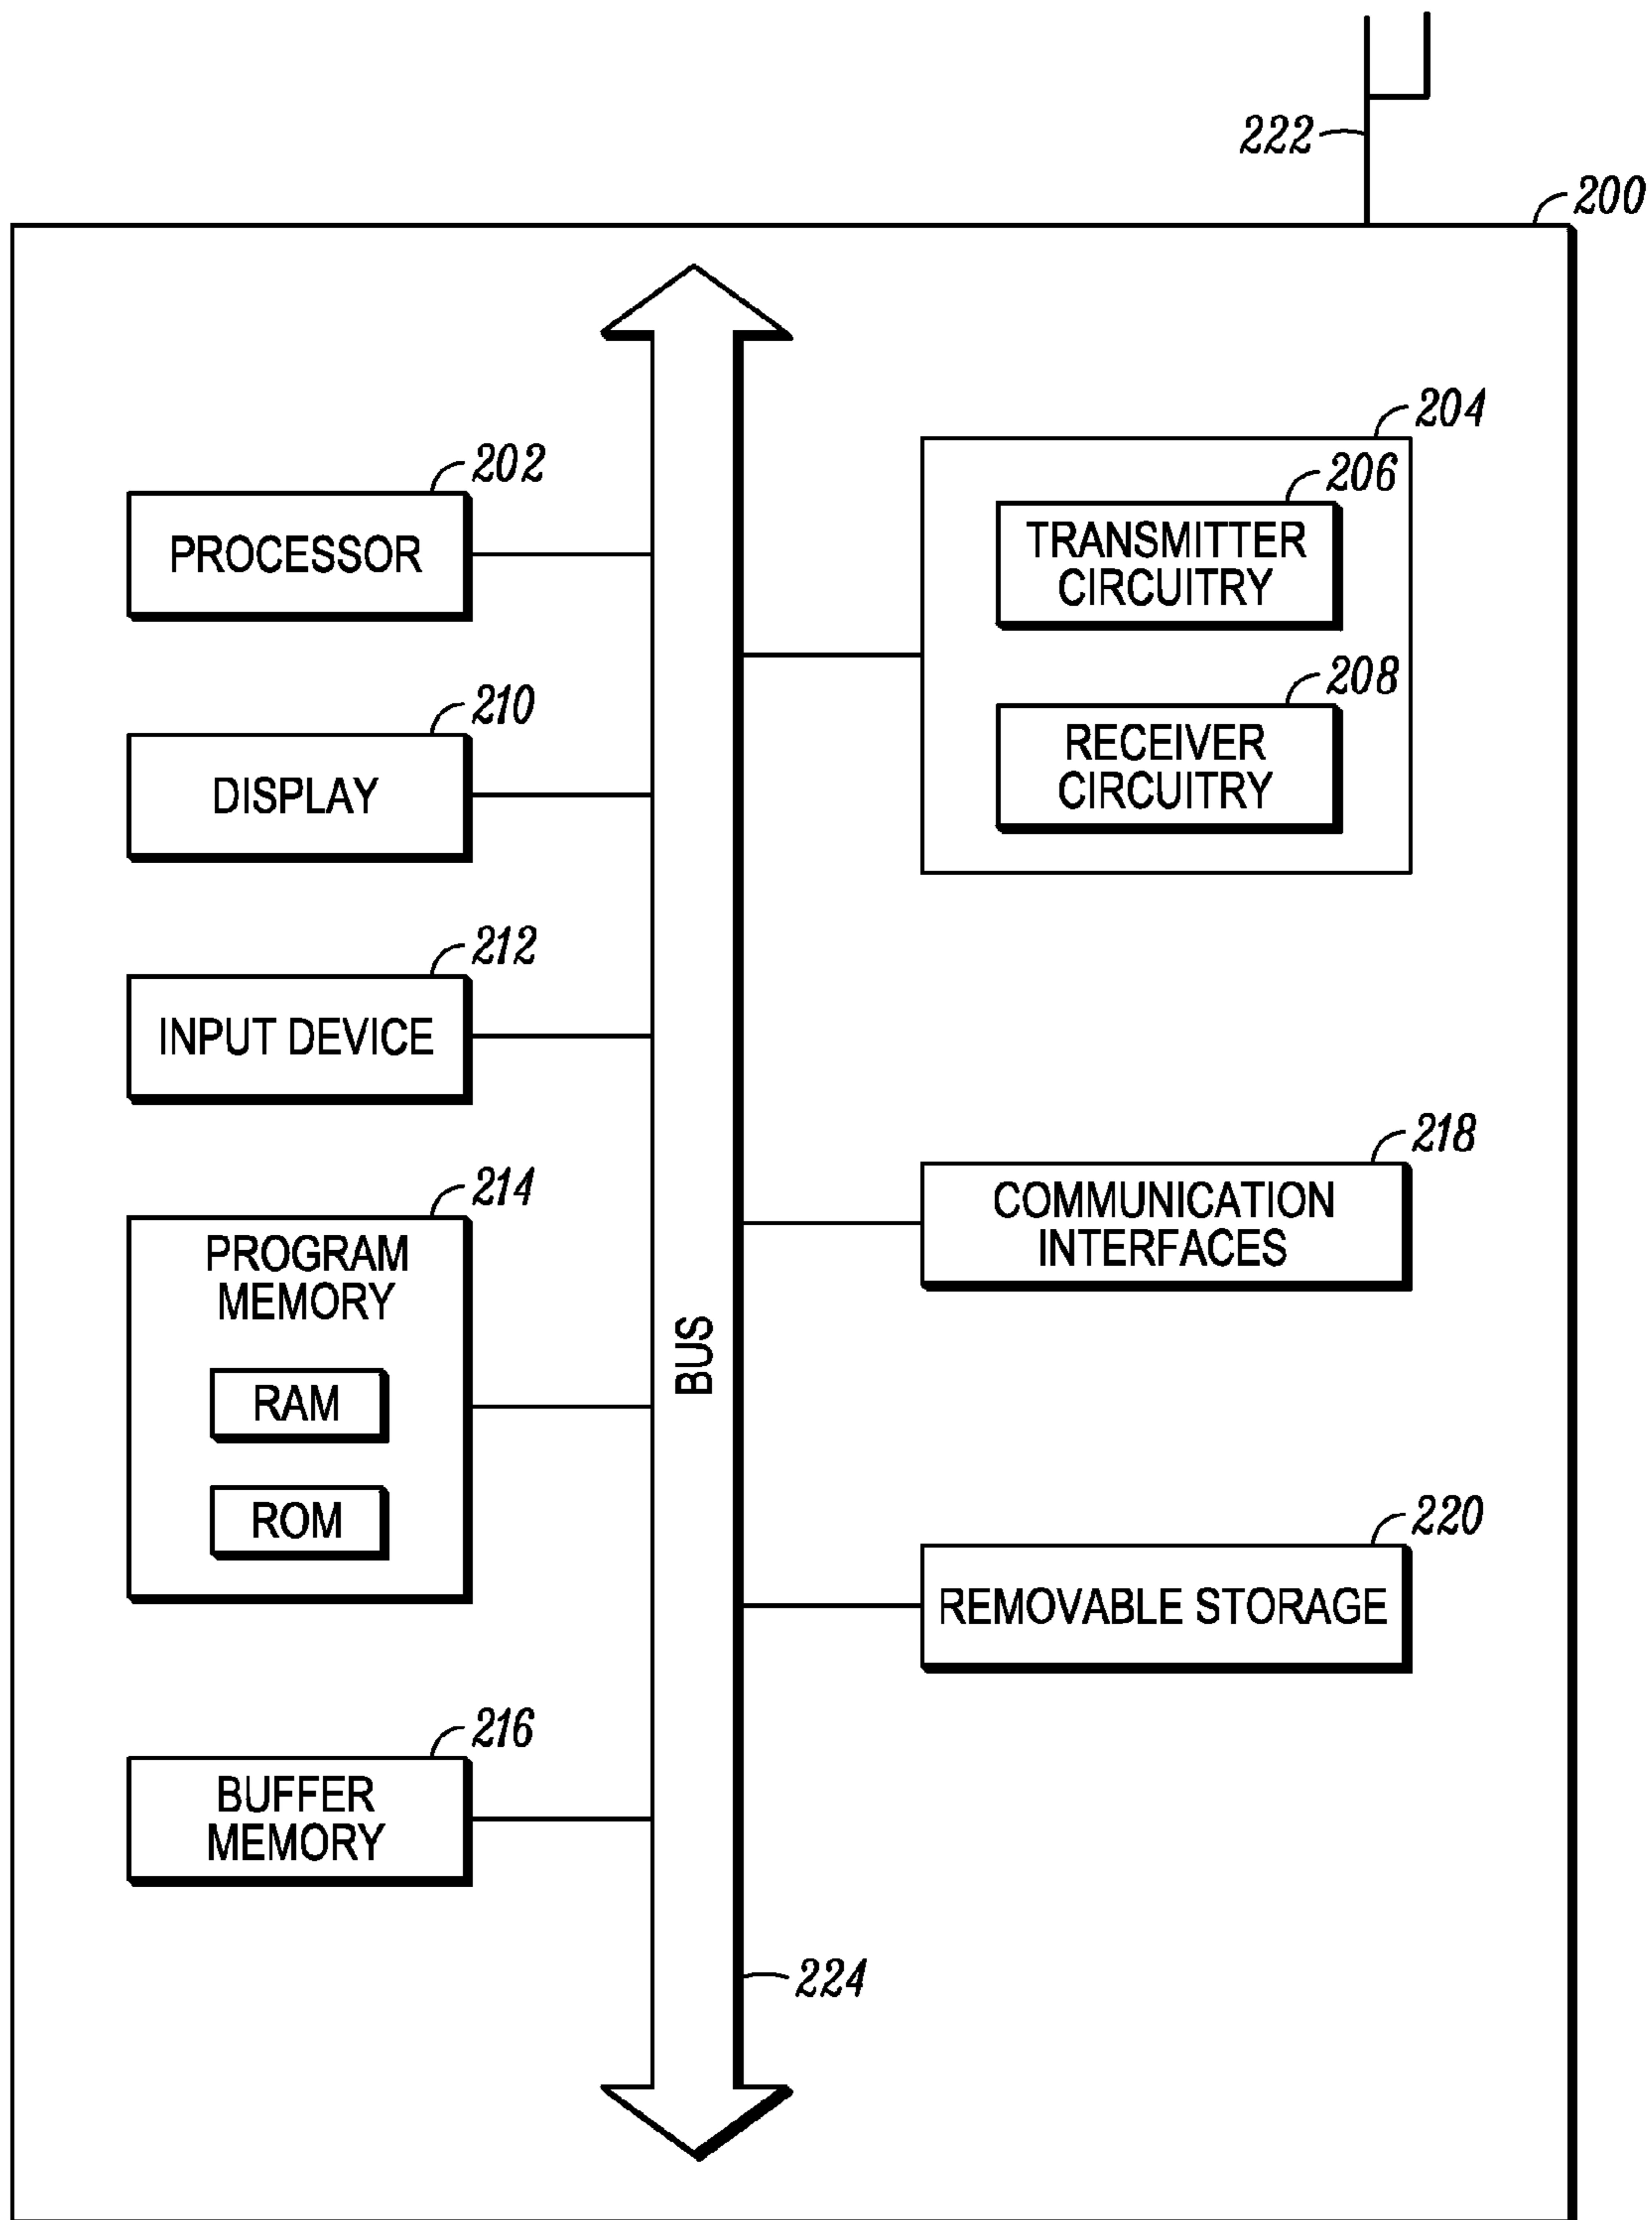 222
200
202
PROCESSOR
210
DISPLAY
212
INPUT DEVICE
214
PROGRAM
MEMORY
RAM
ROM
216
BUFFER
MEMORY
BUS
224
204
206
TRANSMITTER
CIRCUITRY
208
RECEIVER
CIRCUITRY
218
COMMUNICATION
INTERFACES
220
REMOVABLE STORAGE